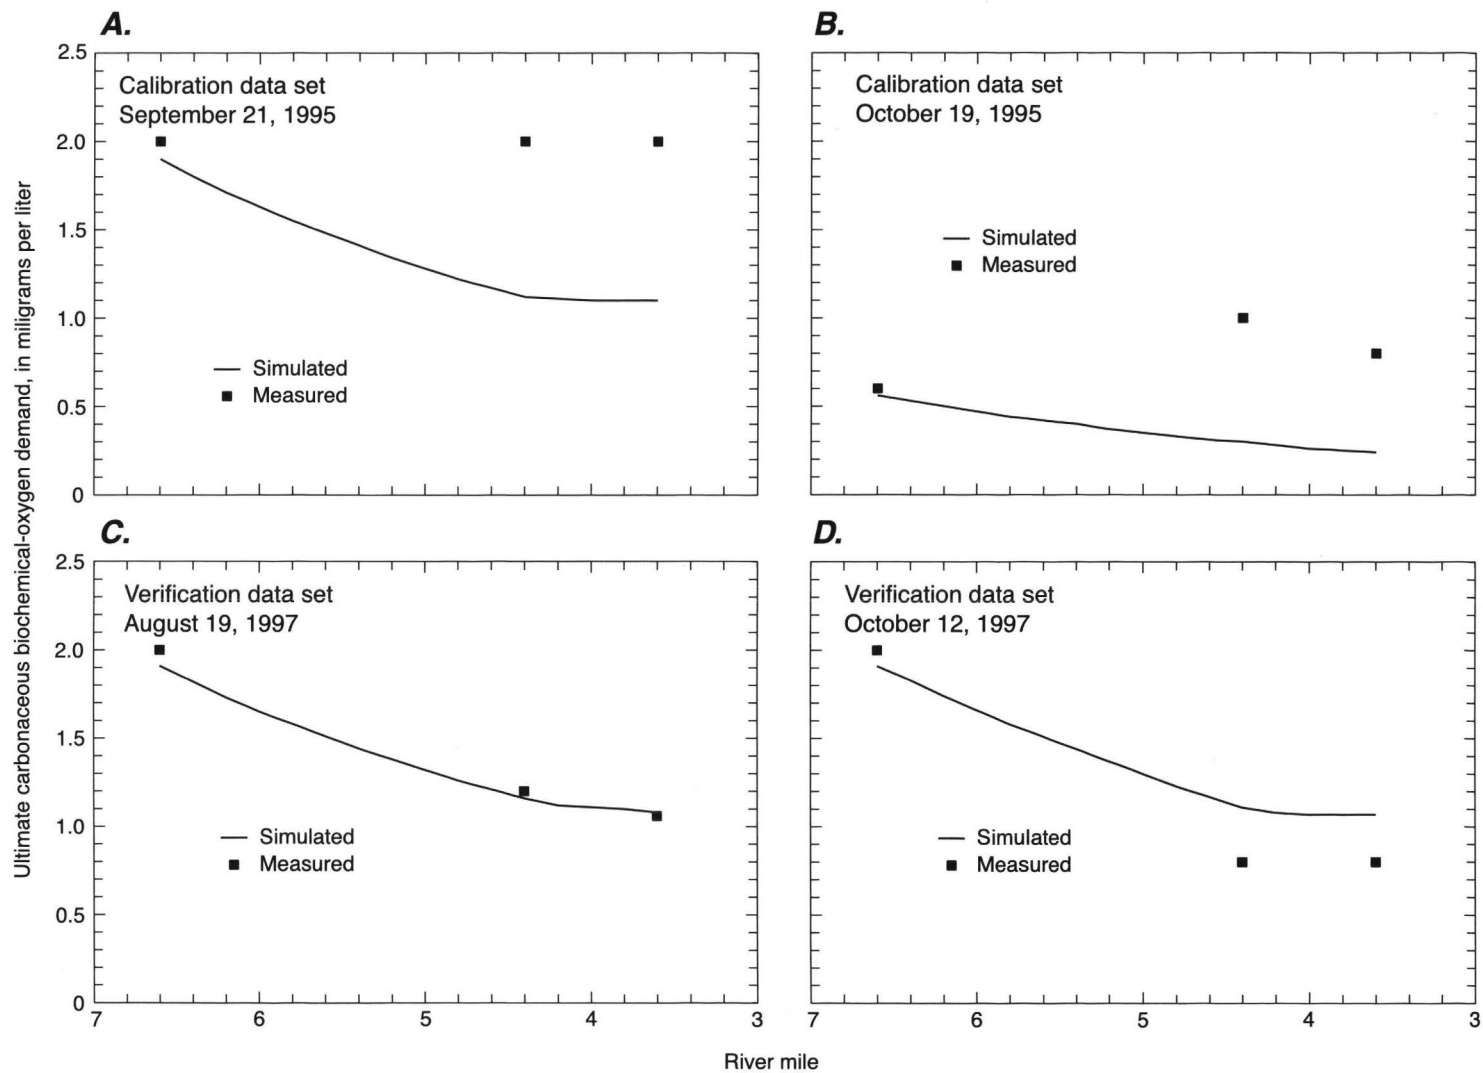 A.
Calibration data set
September 21, 1995
2.5
2.0
1.5
1.0
0.5
0
Simulated
Measured
B.
Calibration data set
October 19, 1995
Simulated
Measured
Ultimate carbonaceous biochemical-oxygen demand, in miligrams per liter
C.
Verification data set
August 19, 1997
2.5
2.0
1.5
1.0
0.5
0
Simulated
Measured
7 6 5 4 3
D.
Verification data set
October 12, 1997
Simulated
Measured
7 6 5 4 3
River mile